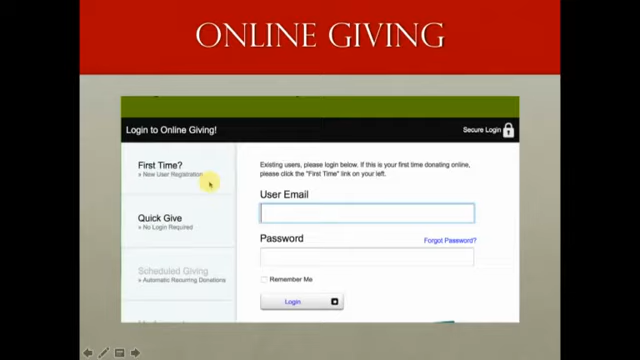 ONLINE GIVING
Login to Online Giving!
Secure Login
First Time?
» New User Registration
Quick Give
» No Login Required
Scheduled Giving
» Automatic Recurring Donations
Existing users, please login below. If this is your first time donating online,
please click the "First Time" link on your left.
User Email
Password
Forgot Password?
Remember Me
Login